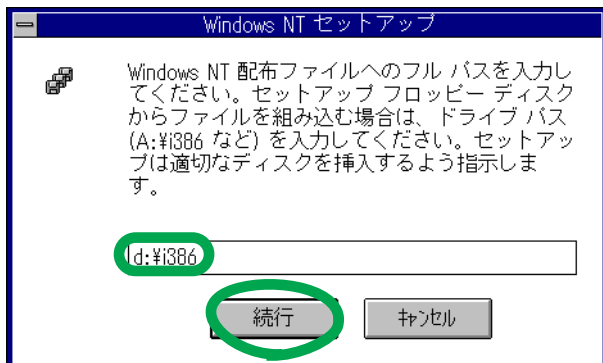 Windows NT セットアップ
Windows NT 配布ファイルへのフル パスを入力し
てください。セットアップ フロッピー ディスク
からファイルを組み込む場合は、ドライブ パス
(A:¥i386 など) を入力してください。セットアッ
プは適切なディスクを挿入するよう指示しま
す。
d:¥i386
続行
キャンセル